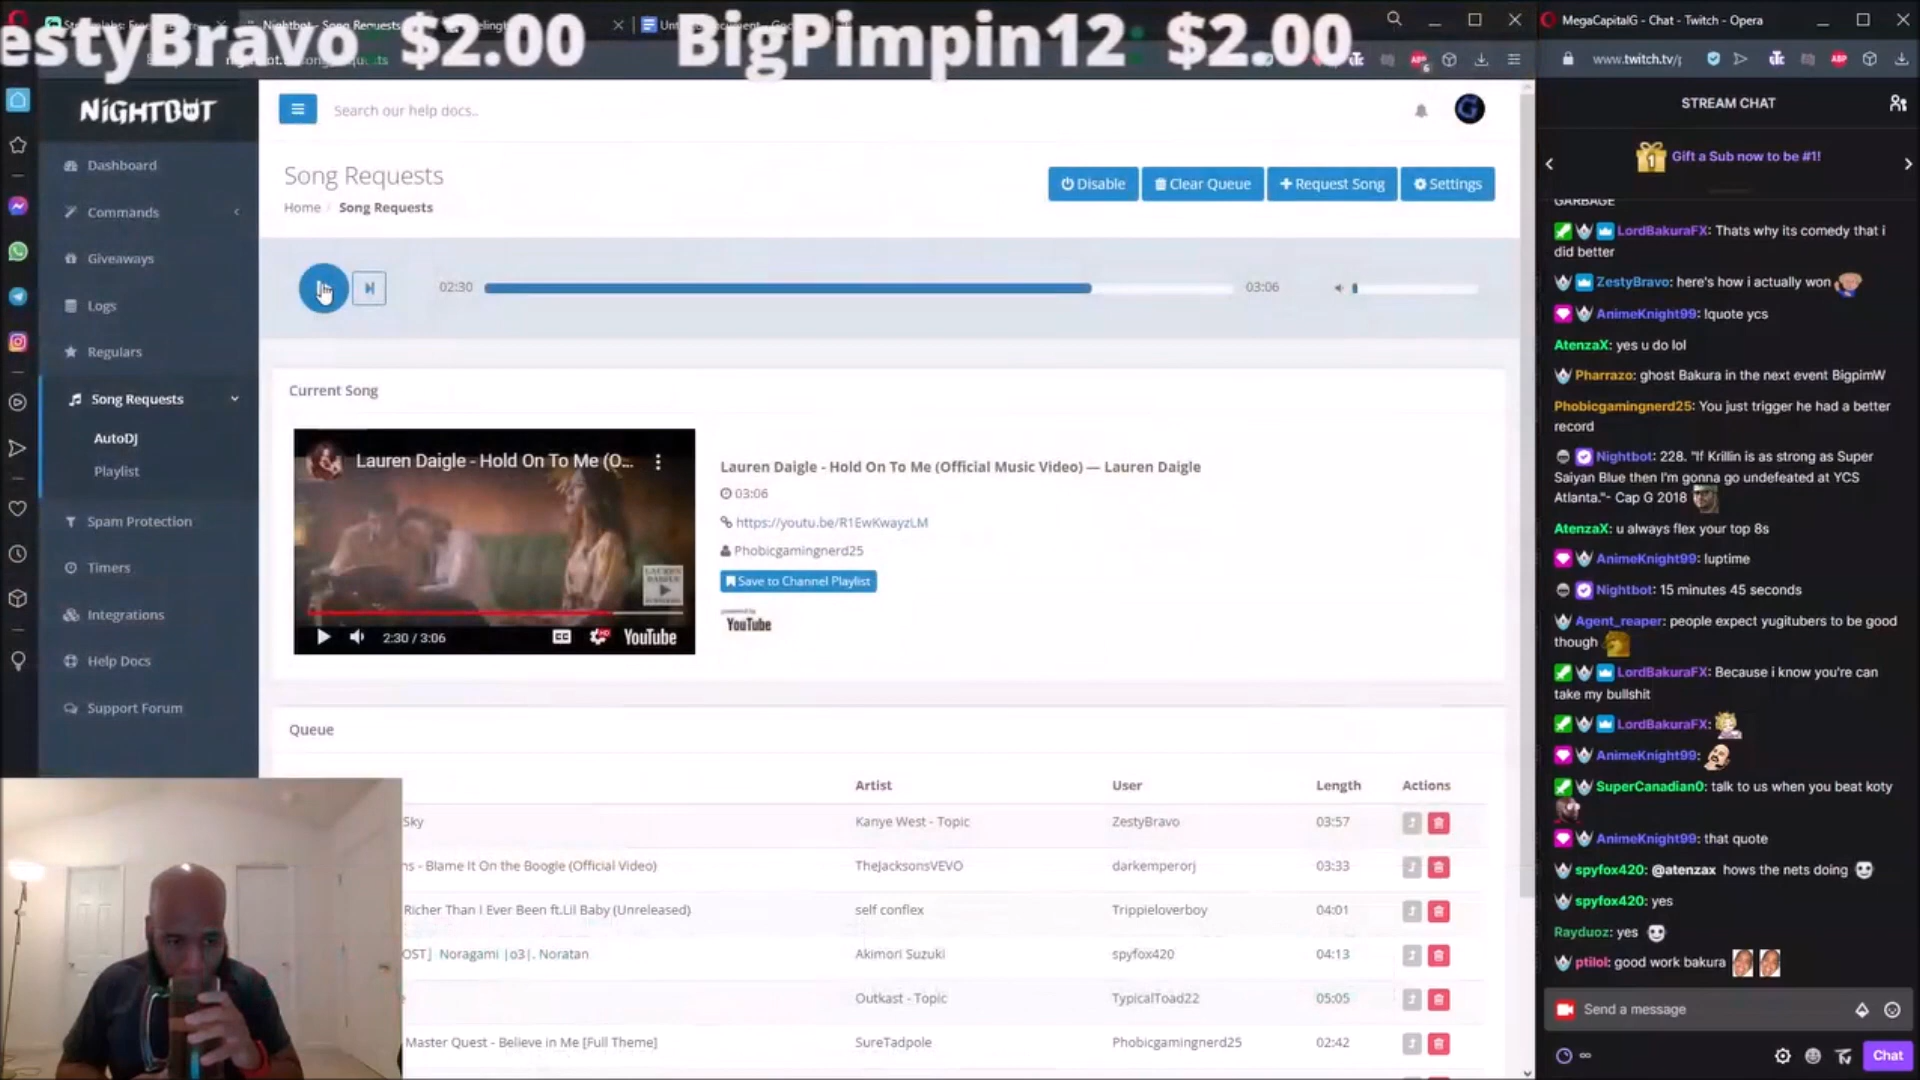 estyBravo $2.00 BigPimpin12: $2.00
MegaCapitalG - Chat - Twitch - Opera
www.twitch.tv/p
NIGHTBOT
Search our help docs..
STREAM CHAT
Gift a Sub now to be #1!
Dashboard
Commands
Giveaways
Logs
Regulars
Song Requests
AutoDJ
Playlist
Spam Protection
Timers
Integrations
Help Docs
Support Forum
Song Requests
Home / Song Requests
Disable
Clear Queue
+Request Song
Settings
02:30
03:06
Current Song
Lauren Daigle - Hold On To Me (O...
2:30 / 3:06
CC
HD
YouTube
LAUREN DAIGLE
Lauren Daigle - Hold On To Me (Official Music Video) — Lauren Daigle
03:06
https://youtu.be/R1EwKwayzLM
Phobicgamingnerd25
Save to Channel Playlist
powered by
YouTube
Queue
Artist User Length Actions
Sky Kanye West - Topic ZestyBravo 03:57
ns - Blame It On the Boogie (Official Video) TheJacksonsVEVO darkemperorj 03:33
Richer Than I Ever Been ft.Lil Baby (Unreleased) self conflex Trippieloverboy 04:01
OST］ Noragami |o3|. Noratan Akimori Suzuki spyfox420 04:13
e Outkast - Topic TypicalToad22 05:05
Master Quest - Believe in Me [Full Theme] SureTadpole Phobicgamingnerd25 02:42
GARBAGE
LordBakuraFX: Thats why its comedy that i
did better
ZestyBravo: here's how i actually won
AnimeKnight99: !quote ycs
AtenzaX: yes u do lol
Pharrazo: ghost Bakura in the next event BigpimW
Phobicgamingnerd25: You just trigger he had a better
record
Nightbot: 228. "If Krillin is as strong as Super
Saiyan Blue then I'm gonna go undefeated at YCS
Atlanta."- Cap G 2018
AtenzaX: u always flex your top 8s
AnimeKnight99: !uptime
Nightbot: 15 minutes 45 seconds
Agent_reaper: people expect yugitubers to be good
though
LordBakuraFX: Because i know you're can
take my bullshit
LordBakuraFX:
AnimeKnight99:
SuperCanadian0: talk to us when you beat koty
AnimeKnight99: that quote
spyfox420: @atenzax hows the nets doing
spyfox420: yes
Rayduoz: yes
ptilol: good work bakura
Send a message
Chat